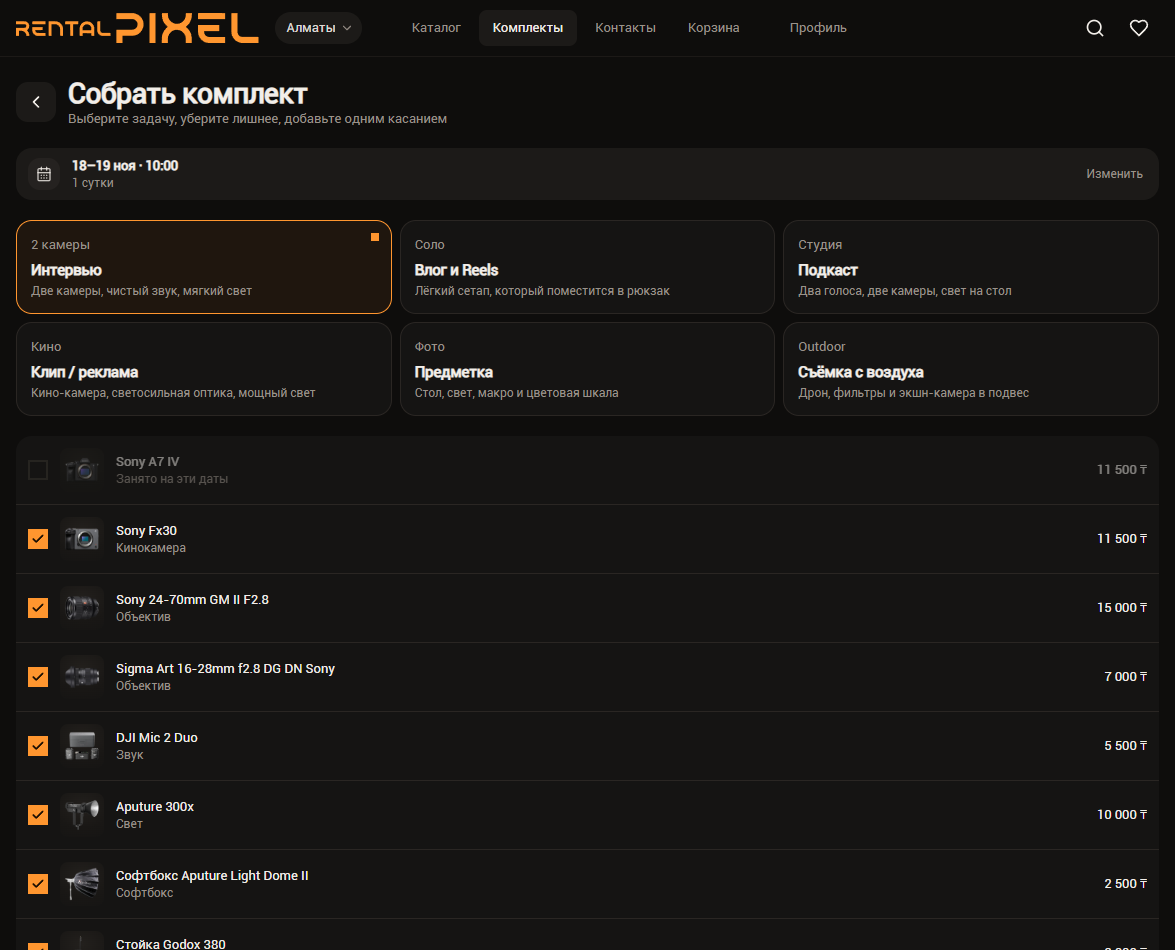 RENTAL PIXEL
Алматы
Каталог
Комплекты
Контакты
Корзина
Профиль
Собрать комплект
Выберите задачу, уберите лишнее, добавьте одним касанием
18–19 ноя · 10:00
1 сутки
Изменить
2 камеры
Интервью
Две камеры, чистый звук, мягкий свет
Соло
Влог и Reels
Лёгкий сетап, который поместится в рюкзак
Студия
Подкаст
Два голоса, две камеры, свет на стол
Кино
Клип / реклама
Кино-камера, светосильная оптика, мощный свет
Фото
Предметка
Стол, свет, макро и цветовая шкала
Outdoor
Съёмка с воздуха
Дрон, фильтры и экшн-камера в подвес
Sony A7 IV
Занято на эти даты
11 500 ₸
Sony Fx30
Кинокамера
11 500 ₸
Sony 24-70mm GM II F2.8
Объектив
15 000 ₸
Sigma Art 16-28mm f2.8 DG DN Sony
Объектив
7 000 ₸
DJI Mic 2 Duo
Звук
5 500 ₸
Aputure 300x
Свет
10 000 ₸
Софтбокс Aputure Light Dome II
Софтбокс
2 500 ₸
Стойка Godox 380